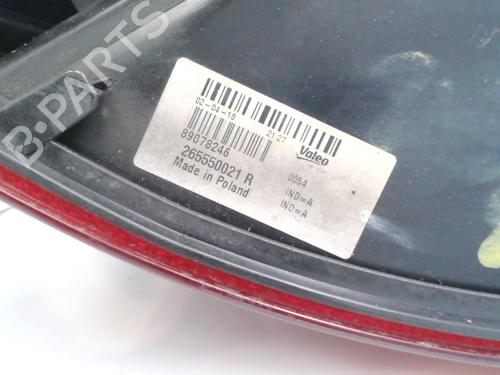 B-PARTS
02-04-10
21:27
Valeo
89078246
265550021 R
Made in Poland
0054
IND=A
IND=A